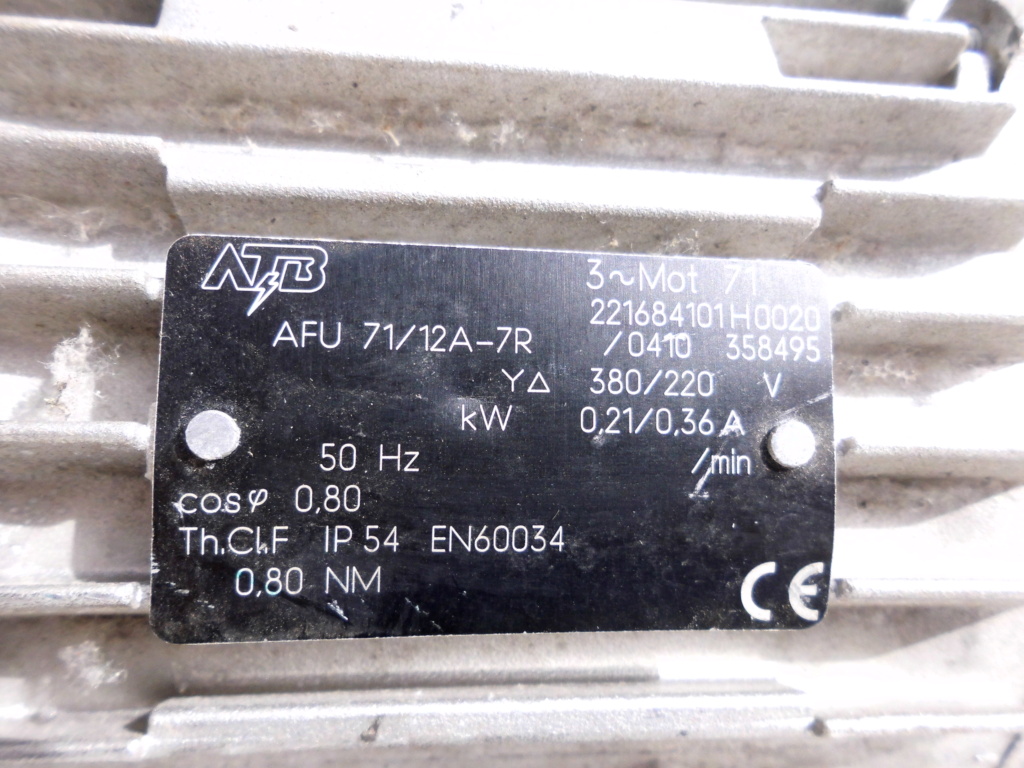 ATB
3~Mot 71
221684101H0020
AFU 71/12A-7R /0410 358495
Y△ 380/220 V
kW 0,21/0,36 A
50 Hz /min
cosφ 0,80
Th.Cl.F IP 54 EN60034
0,80 NM
CE